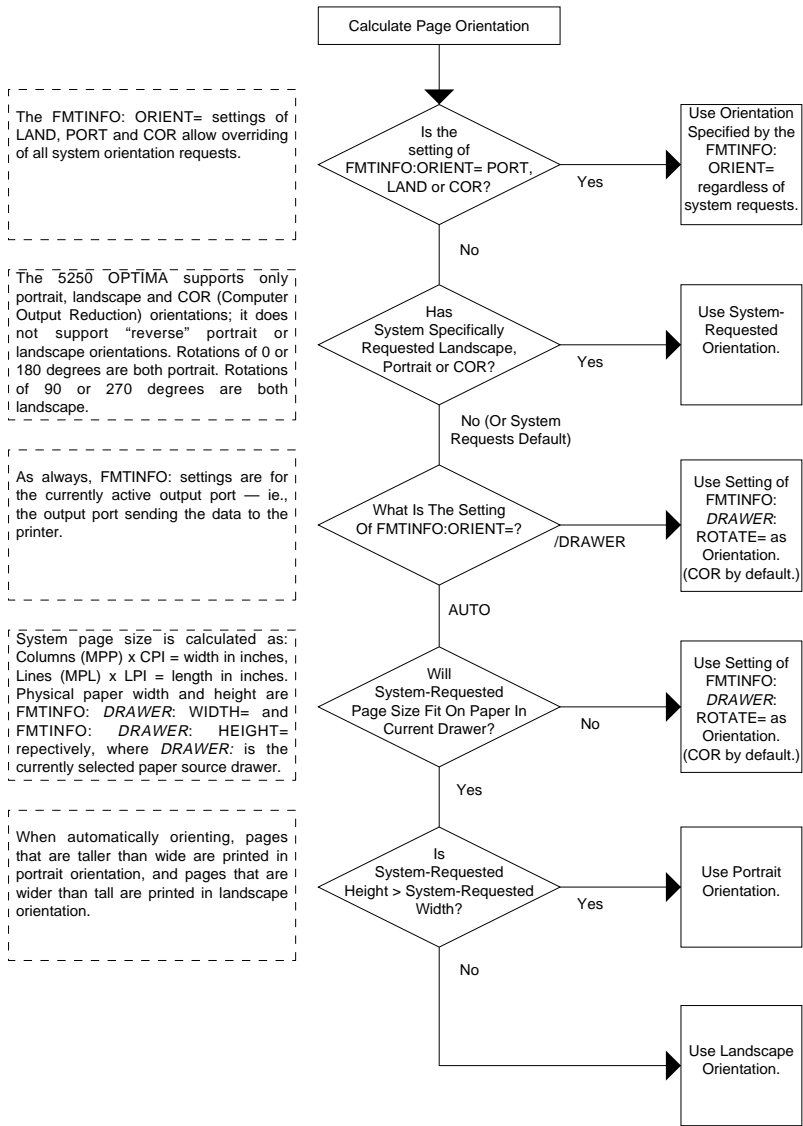 Calculate Page Orientation
The FMTINFO: ORIENT= settings of
LAND, PORT and COR allow overriding
of all system orientation requests.
Is the
setting of
FMTINFO:ORIENT= PORT,
LAND or COR?
Yes
Use Orientation
Specified by the
FMTINFO:
ORIENT=
regardless of
system requests.
No
The 5250 OPTIMA supports only
portrait, landscape and COR (Computer
Output Reduction) orientations; it does
not support “reverse” portrait or
landscape orientations. Rotations of 0 or
180 degrees are both portrait. Rotations
of 90 or 270 degrees are both
landscape.
Has
System Specifically
Requested Landscape,
Portrait or COR?
Yes
Use System-
Requested
Orientation.
No (Or System
Requests Default)
As always, FMTINFO: settings are for
the currently active output port — ie.,
the output port sending the data to the
printer.
What Is The Setting
Of FMTINFO:ORIENT=?
/DRAWER
Use Setting of
FMTINFO:
DRAWER:
ROTATE= as
Orientation.
(COR by default.)
AUTO
System page size is calculated as:
Columns (MPP) x CPI = width in inches,
Lines (MPL) x LPI = length in inches.
Physical paper width and height are
FMTINFO: DRAWER: WIDTH= and
FMTINFO: DRAWER: HEIGHT=
repectively, where DRAWER: is the
currently selected paper source drawer.
Will
System-Requested
Page Size Fit On Paper In
Current Drawer?
No
Use Setting of
FMTINFO:
DRAWER:
ROTATE= as
Orientation.
(COR by default.)
Yes
When automatically orienting, pages
that are taller than wide are printed in
portrait orientation, and pages that are
wider than tall are printed in landscape
orientation.
Is
System-Requested
Height > System-Requested
Width?
Yes
Use Portrait
Orientation.
No
Use Landscape
Orientation.